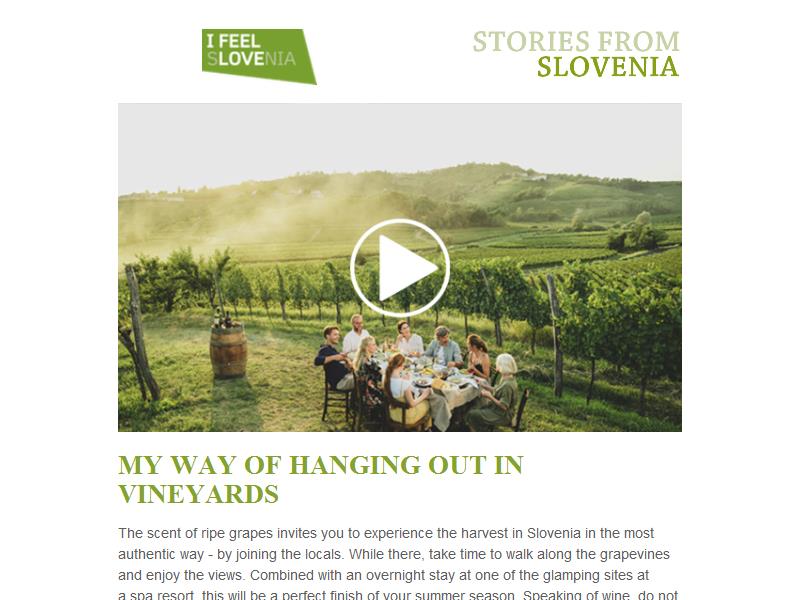 I FEEL
SLOVENIA
STORIES FROM
SLOVENIA
MY WAY OF HANGING OUT IN
VINEYARDS
The scent of ripe grapes invites you to experience the harvest in Slovenia in the most
authentic way - by joining the locals. While there, take time to walk along the grapevines
and enjoy the views. Combined with an overnight stay at one of the glamping sites at
a spa resort, this will be a perfect finish of your summer season. Speaking of wine, do not